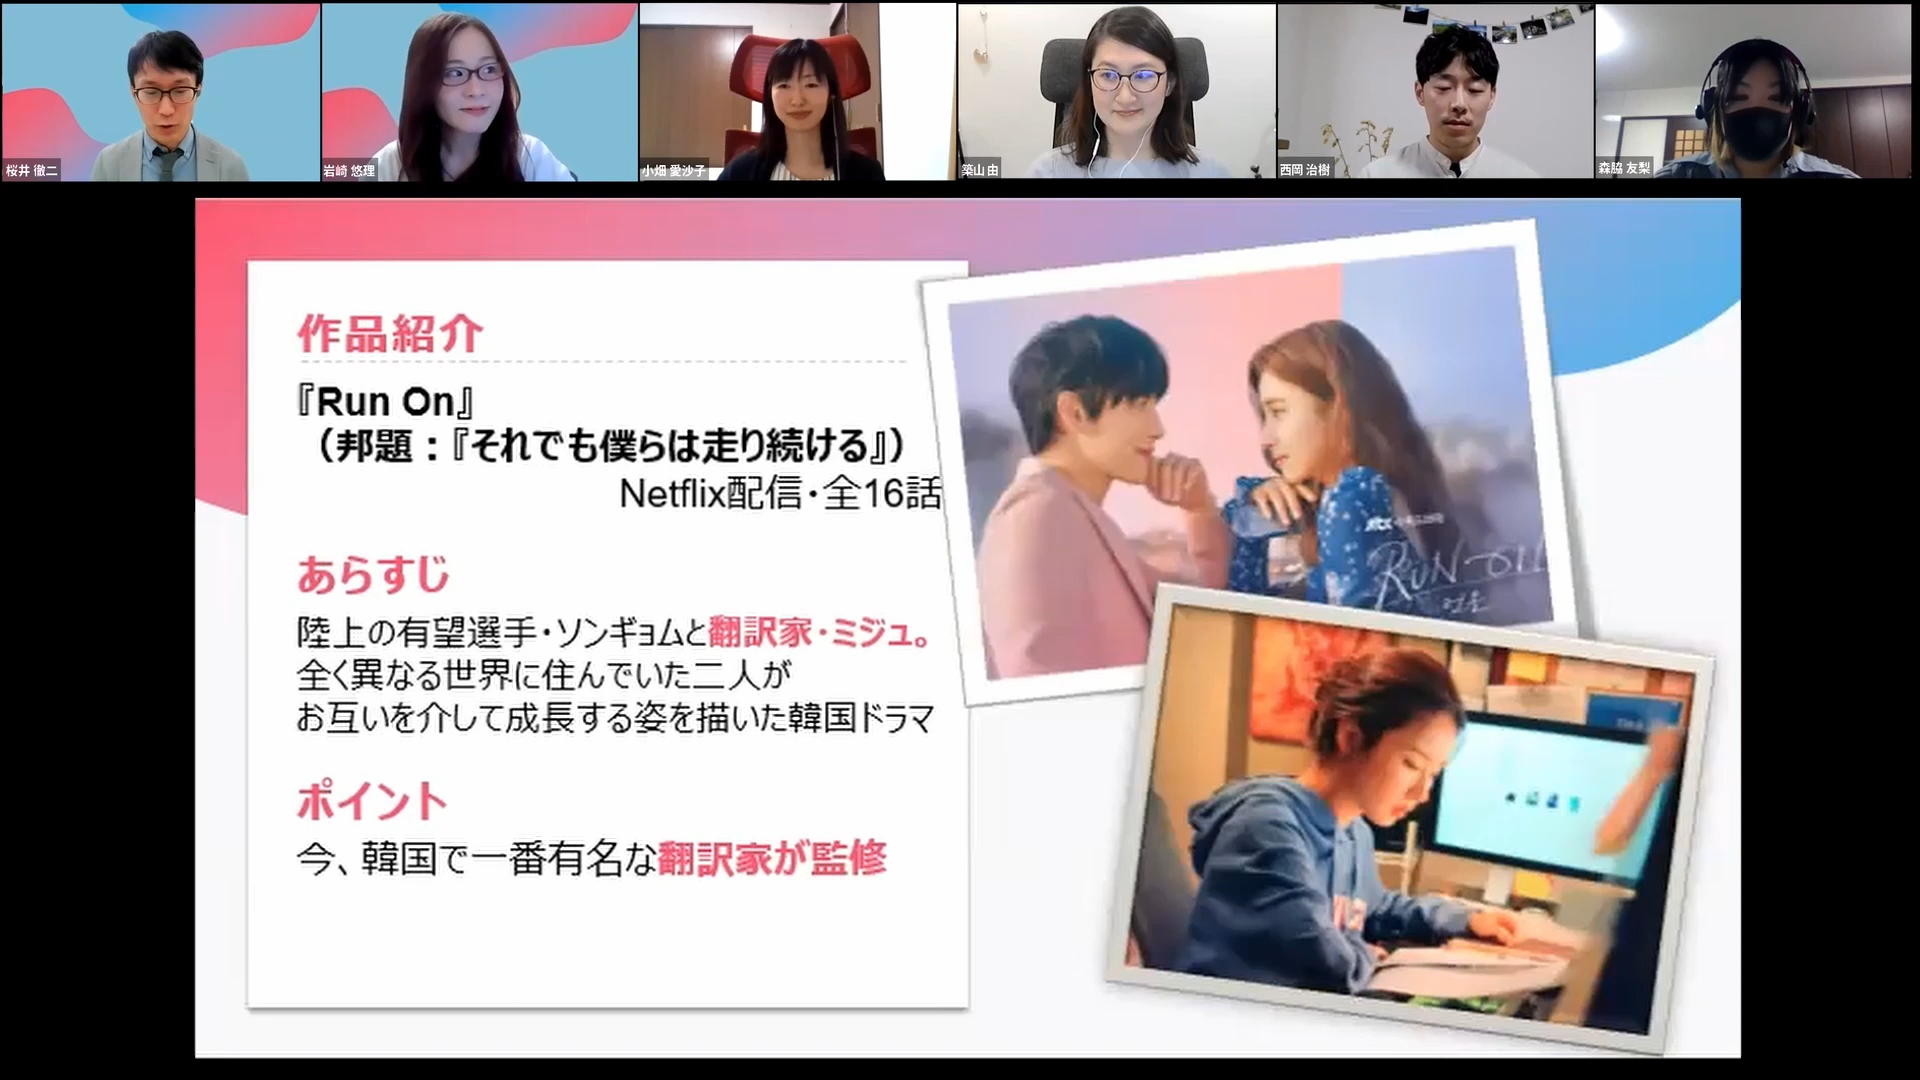 桜井 徹二
岩崎 悠理
小畑 愛沙子
築山 由
西岡 治樹
森脇 友梨
作品紹介
『Run On』
（邦題：『それでも僕らは走り続ける』）
Netflix配信・全16話
あらすじ
陸上の有望選手・ソンギョムと翻訳家・ミジュ。
全く異なる世界に住んでいた二人が
お互いを介して成長する姿を描いた韓国ドラマ
ポイント
今、韓国で一番有名な翻訳家が監修
RUN ON
런온